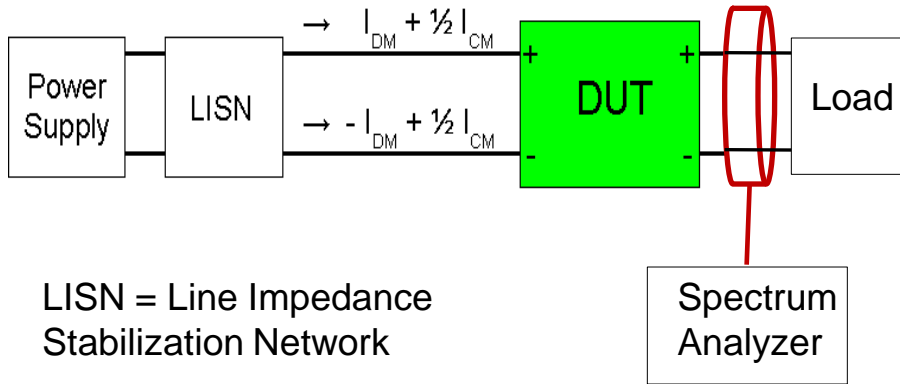 → I_DM + ½ I_CM
Power
Supply
LISN
→ - I_DM + ½ I_CM
+
-
DUT
+
-
Load
LISN = Line Impedance
Stabilization Network
Spectrum
Analyzer